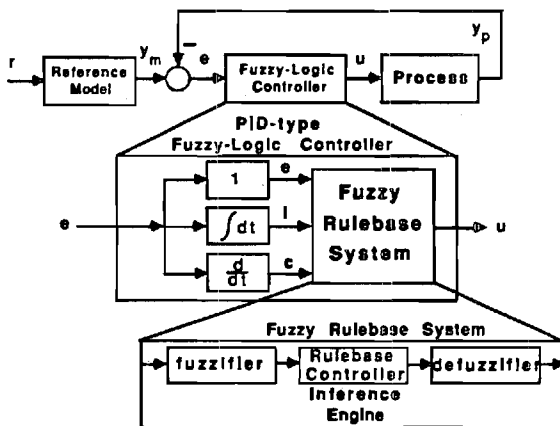 y_p
r
Reference
Model
y_m
−
e
Fuzzy-Logic
Controller
u
Process
PID-type
Fuzzy-Logic Controller
e
1
e
∫dt
I
d/dt
c
Fuzzy
Rulebase
System
u
Fuzzy Rulebase System
fuzzifier
Rulebase
Controller
defuzzifier
Inference
Engine